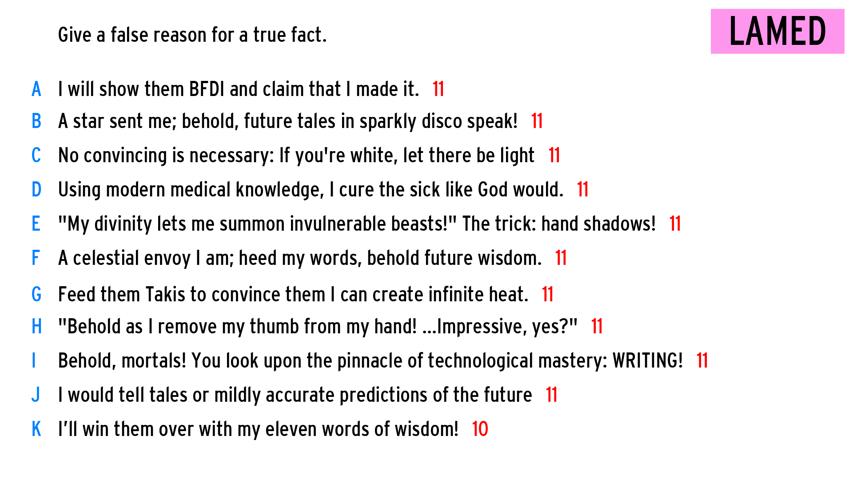 Give a false reason for a true fact.
LAMED
A I will show them BFDI and claim that I made it. 11
B A star sent me; behold, future tales in sparkly disco speak! 11
C No convincing is necessary: If you're white, let there be light 11
D Using modern medical knowledge, I cure the sick like God would. 11
E "My divinity lets me summon invulnerable beasts!" The trick: hand shadows! 11
F A celestial envoy I am; heed my words, behold future wisdom. 11
G Feed them Takis to convince them I can create infinite heat. 11
H "Behold as I remove my thumb from my hand! ...Impressive, yes?" 11
I Behold, mortals! You look upon the pinnacle of technological mastery: WRITING! 11
J I would tell tales or mildly accurate predictions of the future 11
K I’ll win them over with my eleven words of wisdom! 10